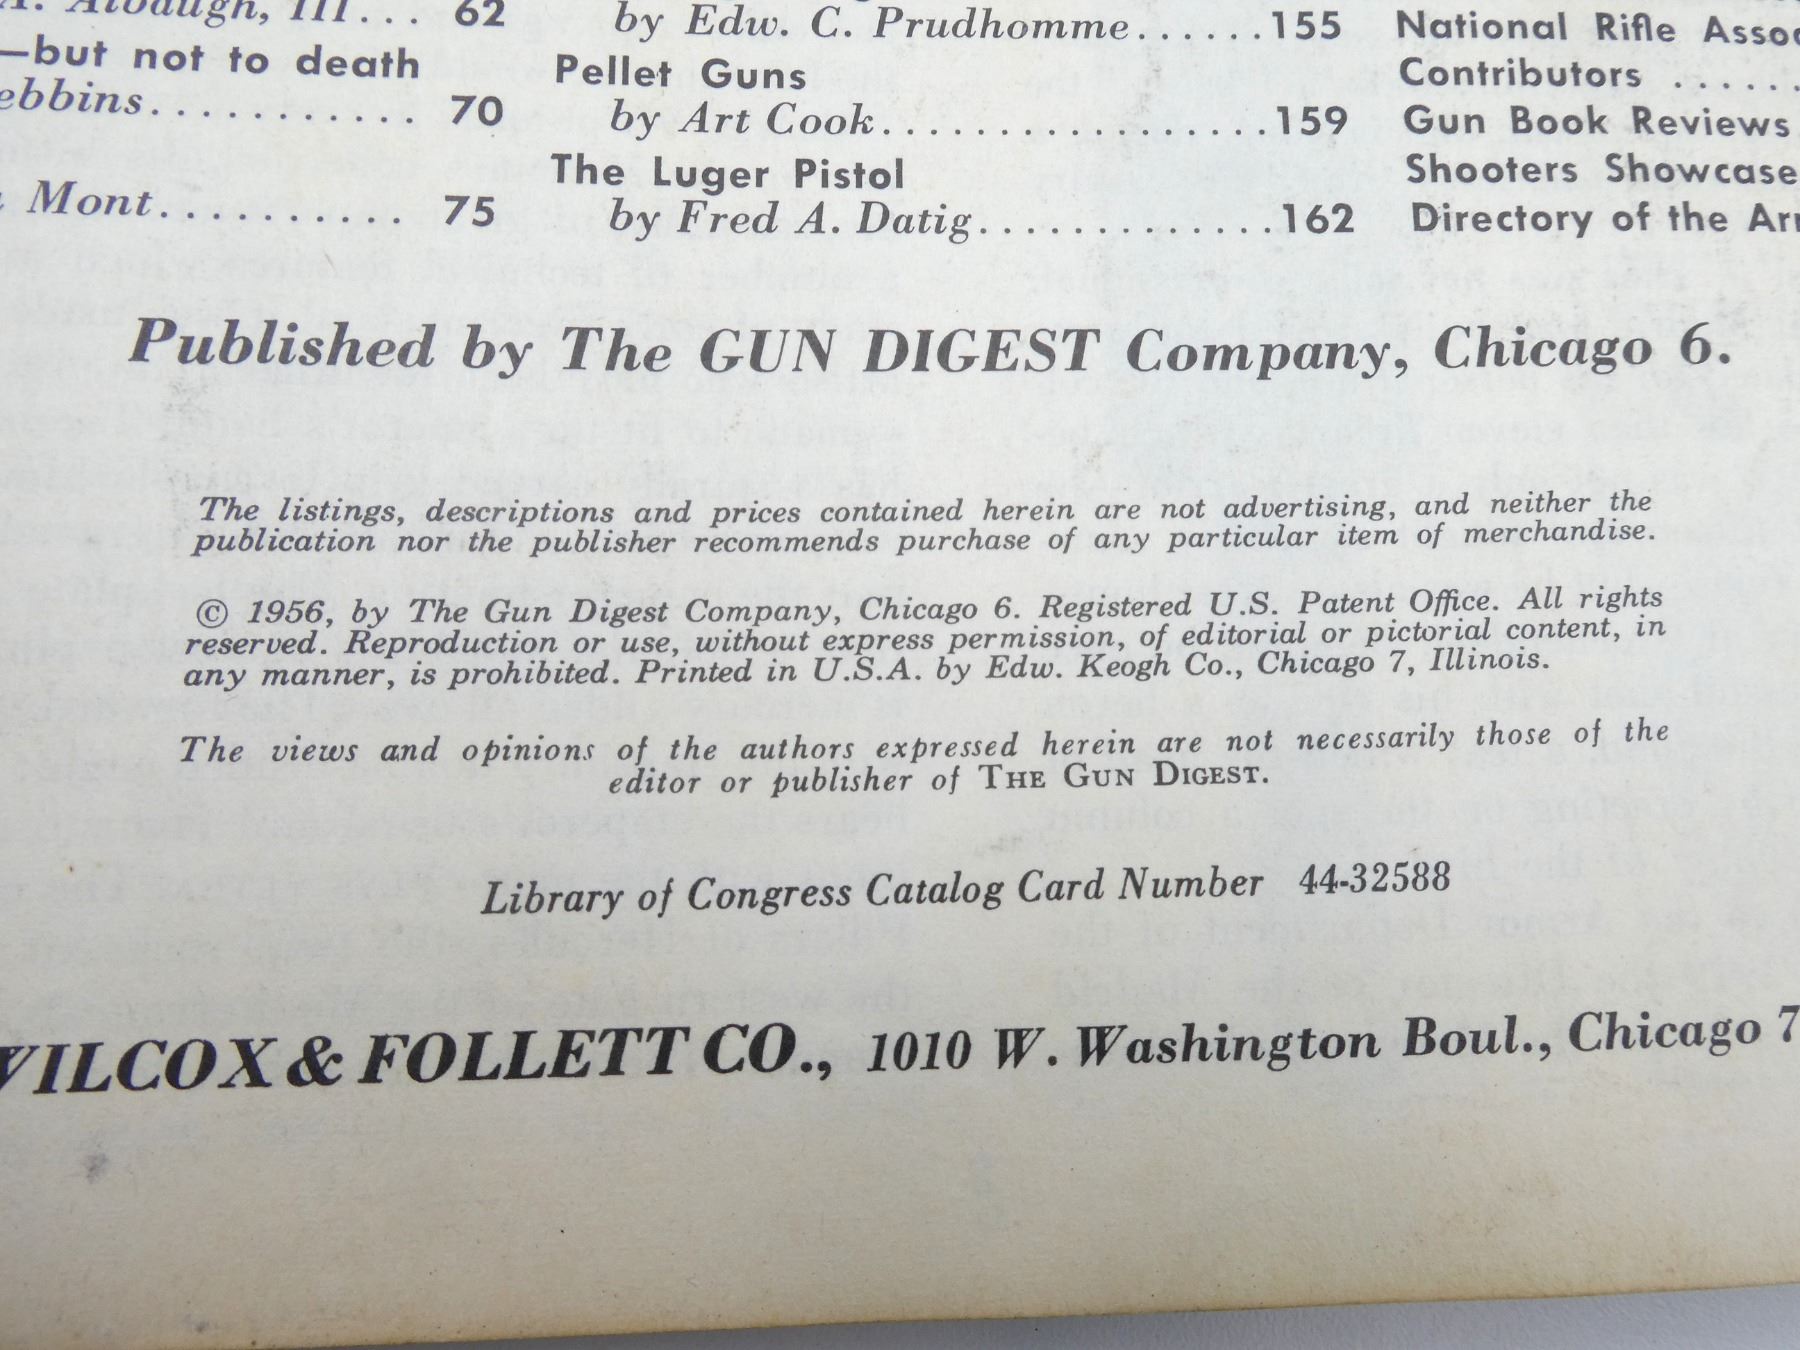 A. Albaugh, III... 62
—but not to death
ebbins........... 70
Mont.......... 75
by Edw. C. Prudhomme......155
Pellet Guns
by Art Cook..................159
The Luger Pistol
by Fred A. Datig..............162
National Rifle
Contributors ......
Gun Book Reviews
Shooters Showcase
Directory of the
Published by The GUN DIGEST Company, Chicago 6.
The listings, descriptions and prices contained herein are not advertising, and neither the
publication nor the publisher recommends purchase of any particular item of merchandise.
© 1956, by The Gun Digest Company, Chicago 6. Registered U.S. Patent Office. All rights
reserved. Reproduction or use, without express permission, of editorial or pictorial content, in
any manner, is prohibited. Printed in U.S.A. by Edw. Keogh Co., Chicago 7, Illinois.
The views and opinions of the authors expressed herein are not necessarily those of the
editor or publisher of THE GUN DIGEST.
Library of Congress Catalog Card Number 44-32588
WILCOX & FOLLETT CO., 1010 W. Washington Boul., Chicago 7